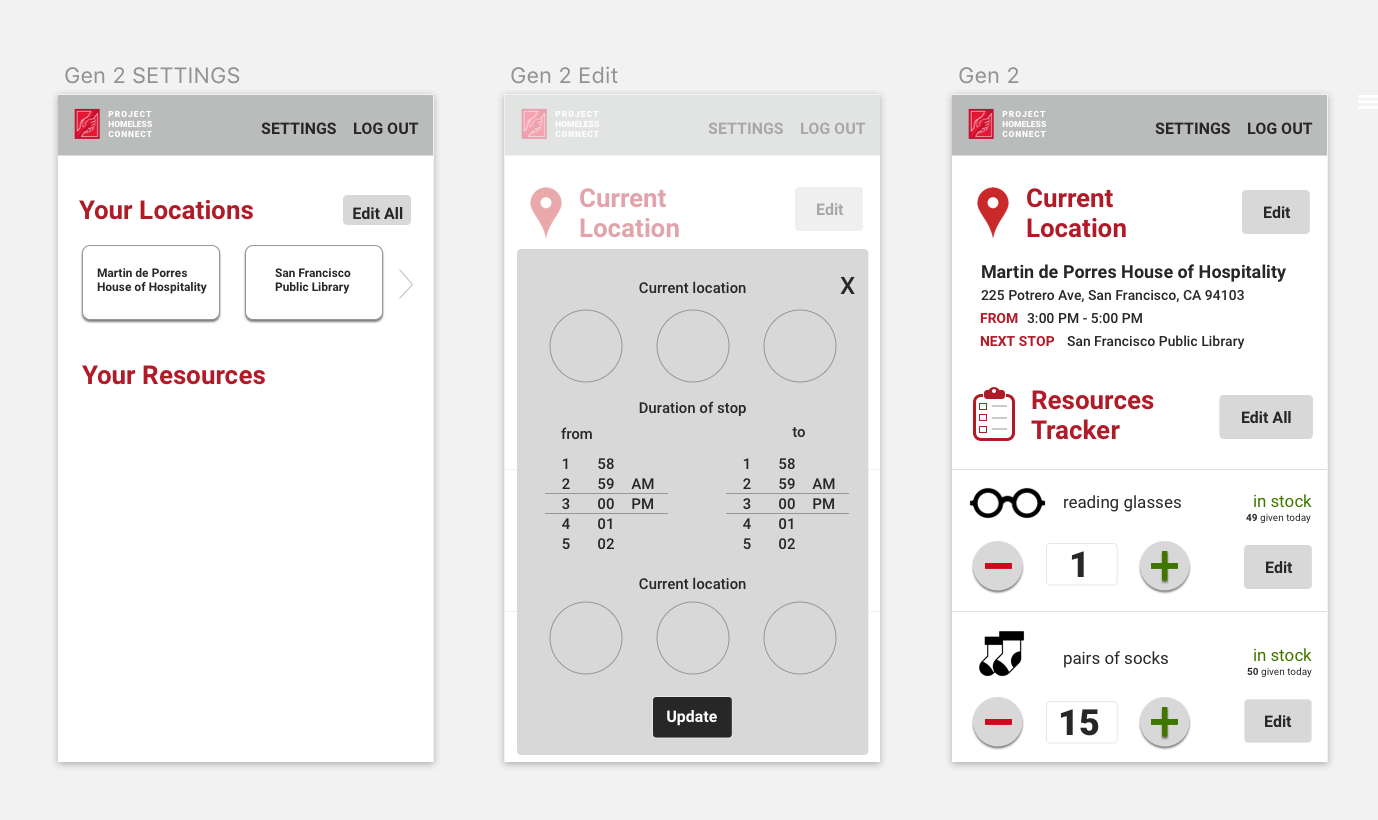 Gen 2 SETTINGS
PROJECT
HOMELESS
CONNECT
SETTINGS LOG OUT
Your Locations
Edit All
Martin de Porres
House of Hospitality
San Francisco
Public Library
Your Resources
Gen 2 Edit
PROJECT
HOMELESS
CONNECT
SETTINGS LOG OUT
Current
Location
Edit
Current location
X
Duration of stop
from
to
1 58
2 59 AM
3 00 PM
4 01
5 02
1 58
2 59 AM
3 00 PM
4 01
5 02
Current location
Update
Gen 2
PROJECT
HOMELESS
CONNECT
SETTINGS LOG OUT
Current
Location
Edit
Martin de Porres House of Hospitality
225 Potrero Ave, San Francisco, CA 94103
FROM 3:00 PM - 5:00 PM
NEXT STOP San Francisco Public Library
Resources
Tracker
Edit All
reading glasses
in stock
49 given today
1
Edit
pairs of socks
in stock
50 given today
15
Edit